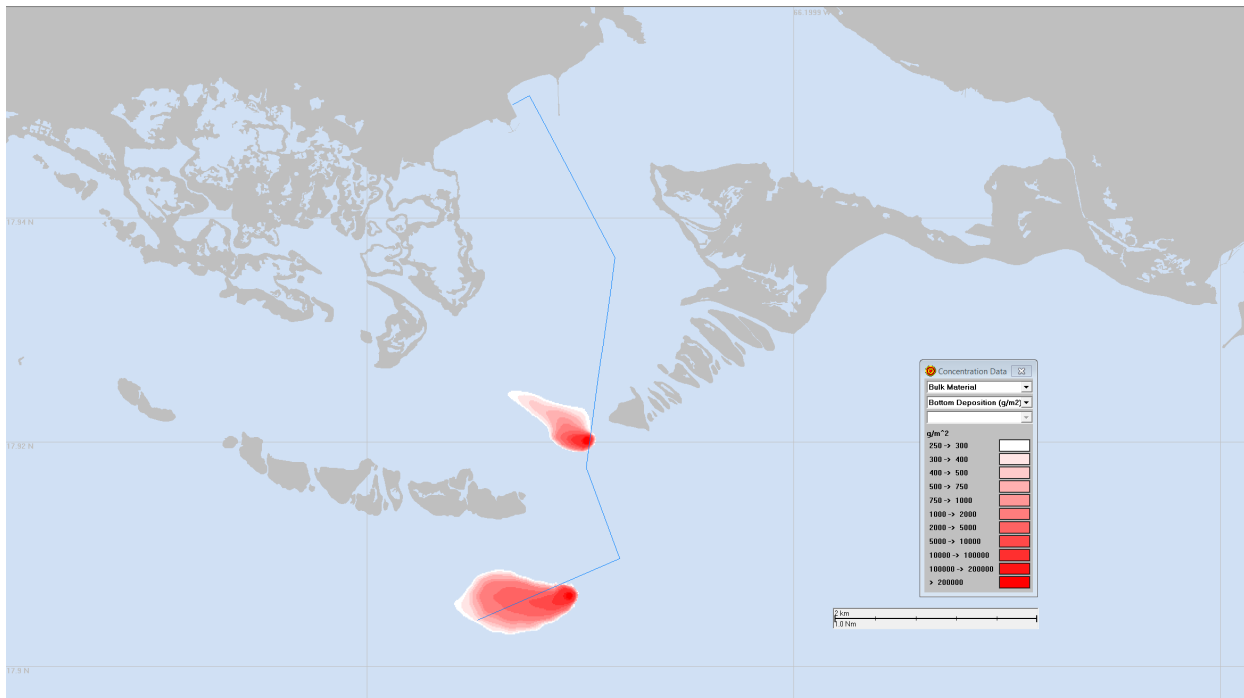 66.1999 W
17.94 N
17.92 N
17.9 N
Concentration Data
Bulk Material
Bottom Deposition (g/m2)
g/m^2
250 -> 300
300 -> 400
400 -> 500
500 -> 750
750 -> 1000
1000 -> 2000
2000 -> 5000
5000 -> 10000
10000 -> 100000
100000 -> 200000
> 200000
2 km
1.0 Nm